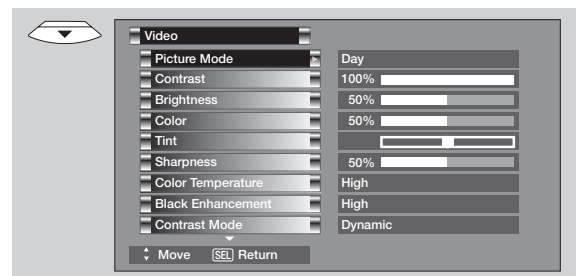 Video
Picture Mode Day
Contrast 100%
Brightness 50%
Color 50%
Tint
Sharpness 50%
Color Temperature High
Black Enhancement High
Contrast Mode Dynamic
Move SEL Return